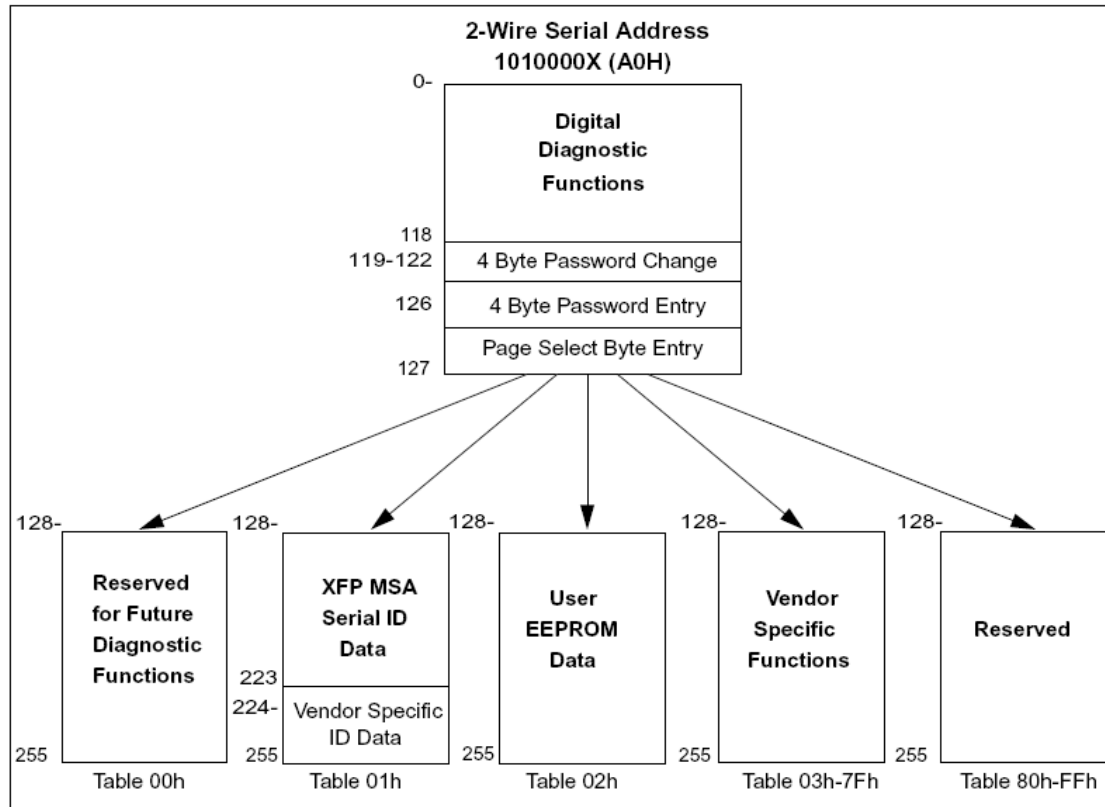 2-Wire Serial Address
1010000X (A0H)
0-
Digital
Diagnostic
Functions
118
119-122
4 Byte Password Change
126
4 Byte Password Entry
Page Select Byte Entry
127
128-
Reserved
for Future
Diagnostic
Functions
255
Table 00h
128-
XFP MSA
Serial ID
Data
223
224-
Vendor Specific
ID Data
255
Table 01h
128-
User
EEPROM
Data
255
Table 02h
128-
Vendor
Specific
Functions
255
Table 03h-7Fh
128-
Reserved
255
Table 80h-FFh